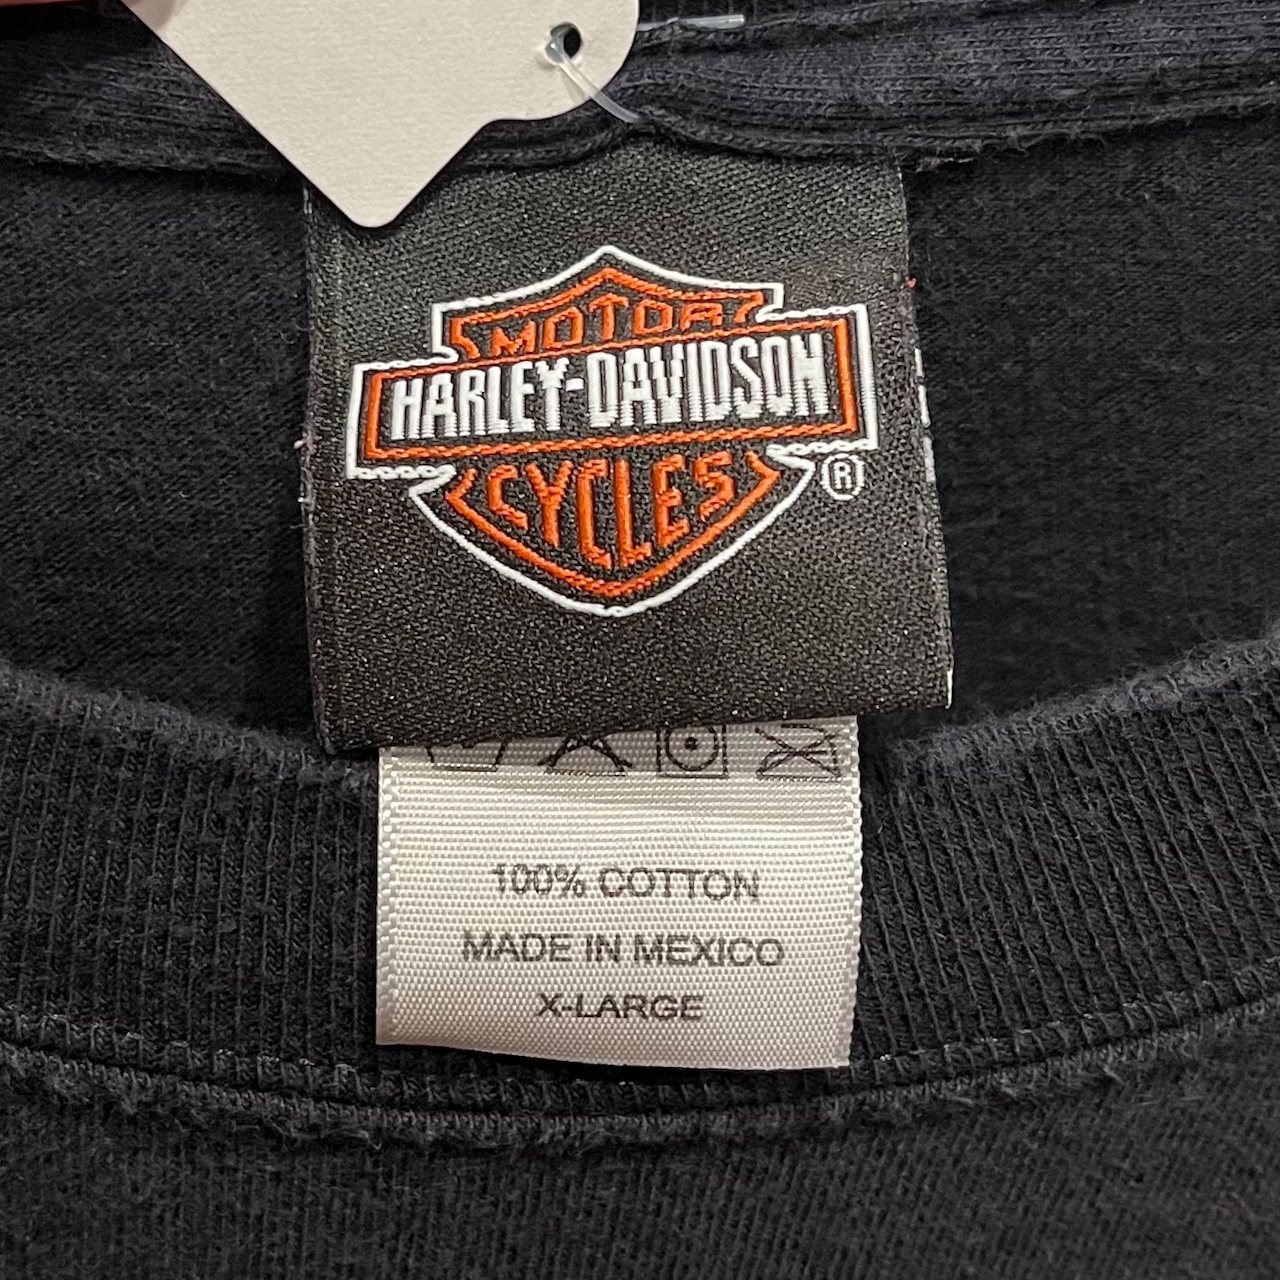 MOTOR
HARLEY-DAVIDSON
CYCLES
®
100% COTTON
MADE IN MEXICO
X-LARGE